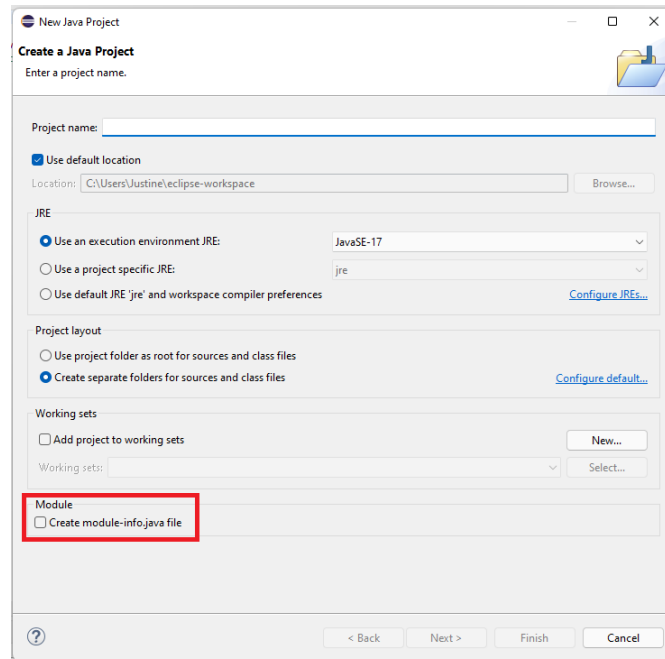 New Java Project
Create a Java Project
Enter a project name.
Project name:
Use default location
Location: C:\Users\Justine\eclipse-workspace Browse...
JRE
Use an execution environment JRE: JavaSE-17
Use a project specific JRE: jre
Use default JRE 'jre' and workspace compiler preferences Configure JREs...
Project layout
Use project folder as root for sources and class files
Create separate folders for sources and class files Configure default...
Working sets
Add project to working sets New...
Working sets: Select...
Module
Create module-info.java file
? < Back Next > Finish Cancel